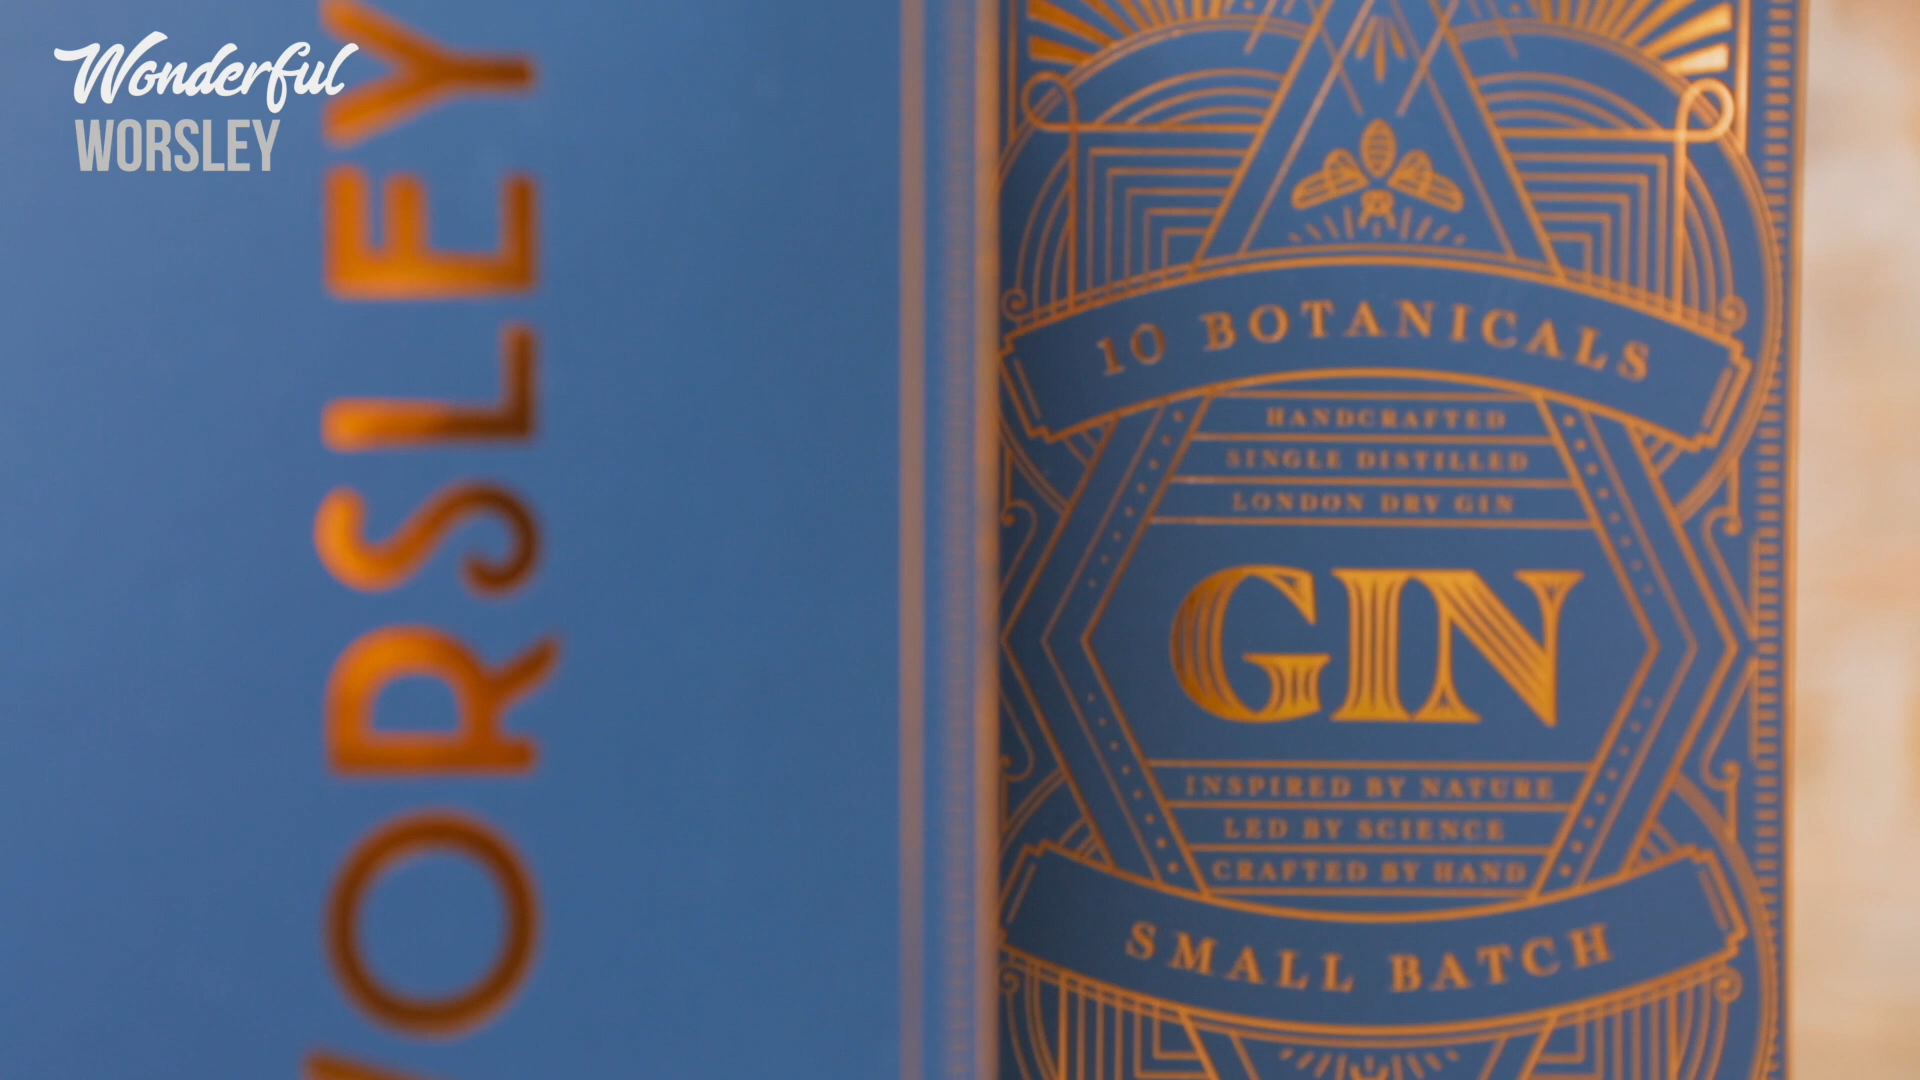 Wonderful
WORSLEY
WORSLEY
10 BOTANICALS
HANDCRAFTED
SINGLE DISTILLED
LONDON DRY GIN
GIN
INSPIRED BY NATURE
LED BY SCIENCE
CRAFTED BY HAND
SMALL BATCH